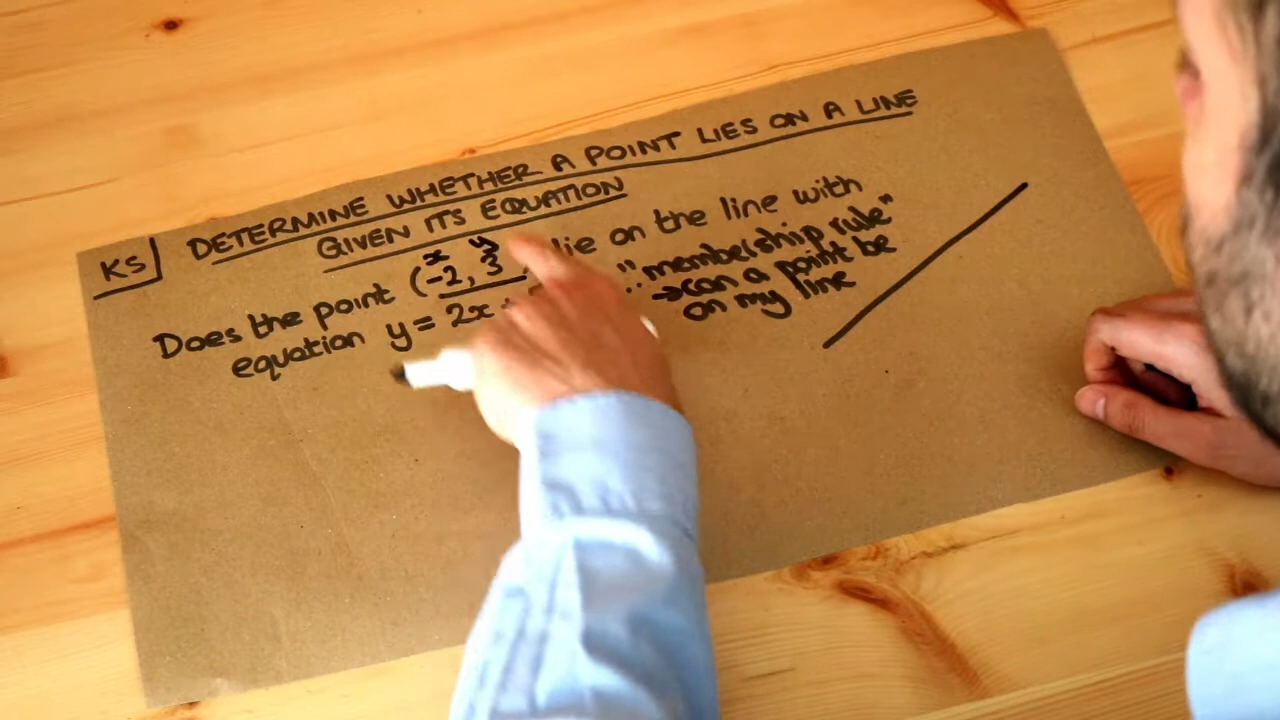 KS
DETERMINE WHETHER A POINT LIES ON A LINE
GIVEN ITS EQUATION
x y
Does the point (-2, 3 lie on the line with
equation y = 2x+
"membership rule"
→can a point be
on my line